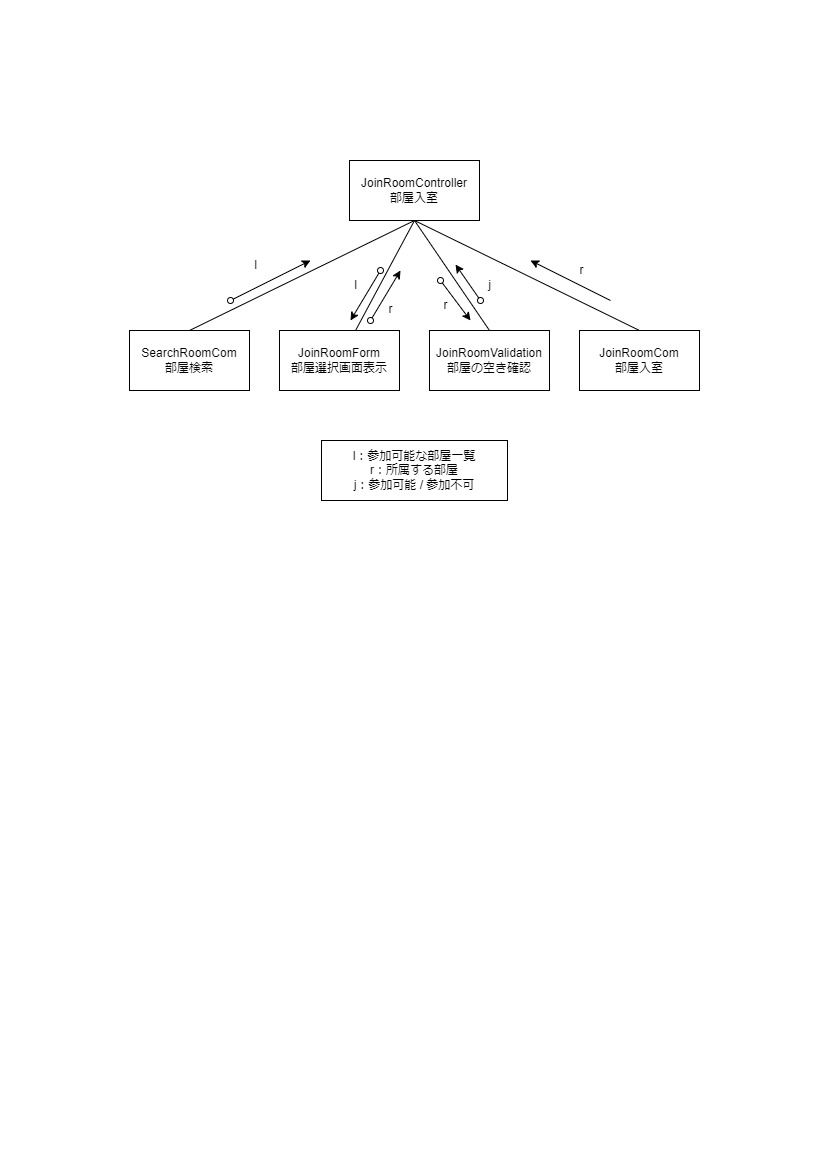 JoinRoomController
部屋入室
l
l
r
r
j
r
SearchRoomCom
部屋検索
JoinRoomForm
部屋選択画面表示
JoinRoomValidation
部屋の空き確認
JoinRoomCom
部屋入室
l：参加可能な部屋一覧
r：所属する部屋
j：参加可能 / 参加不可